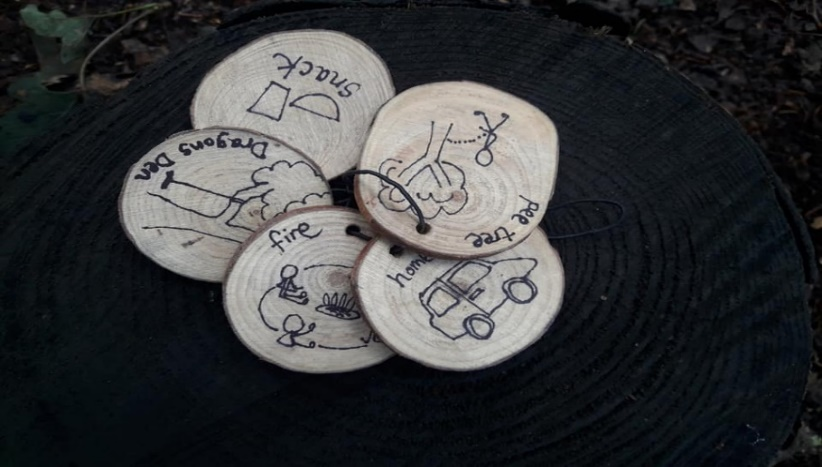 Snack
Dragons Den
pee tree
fire
home